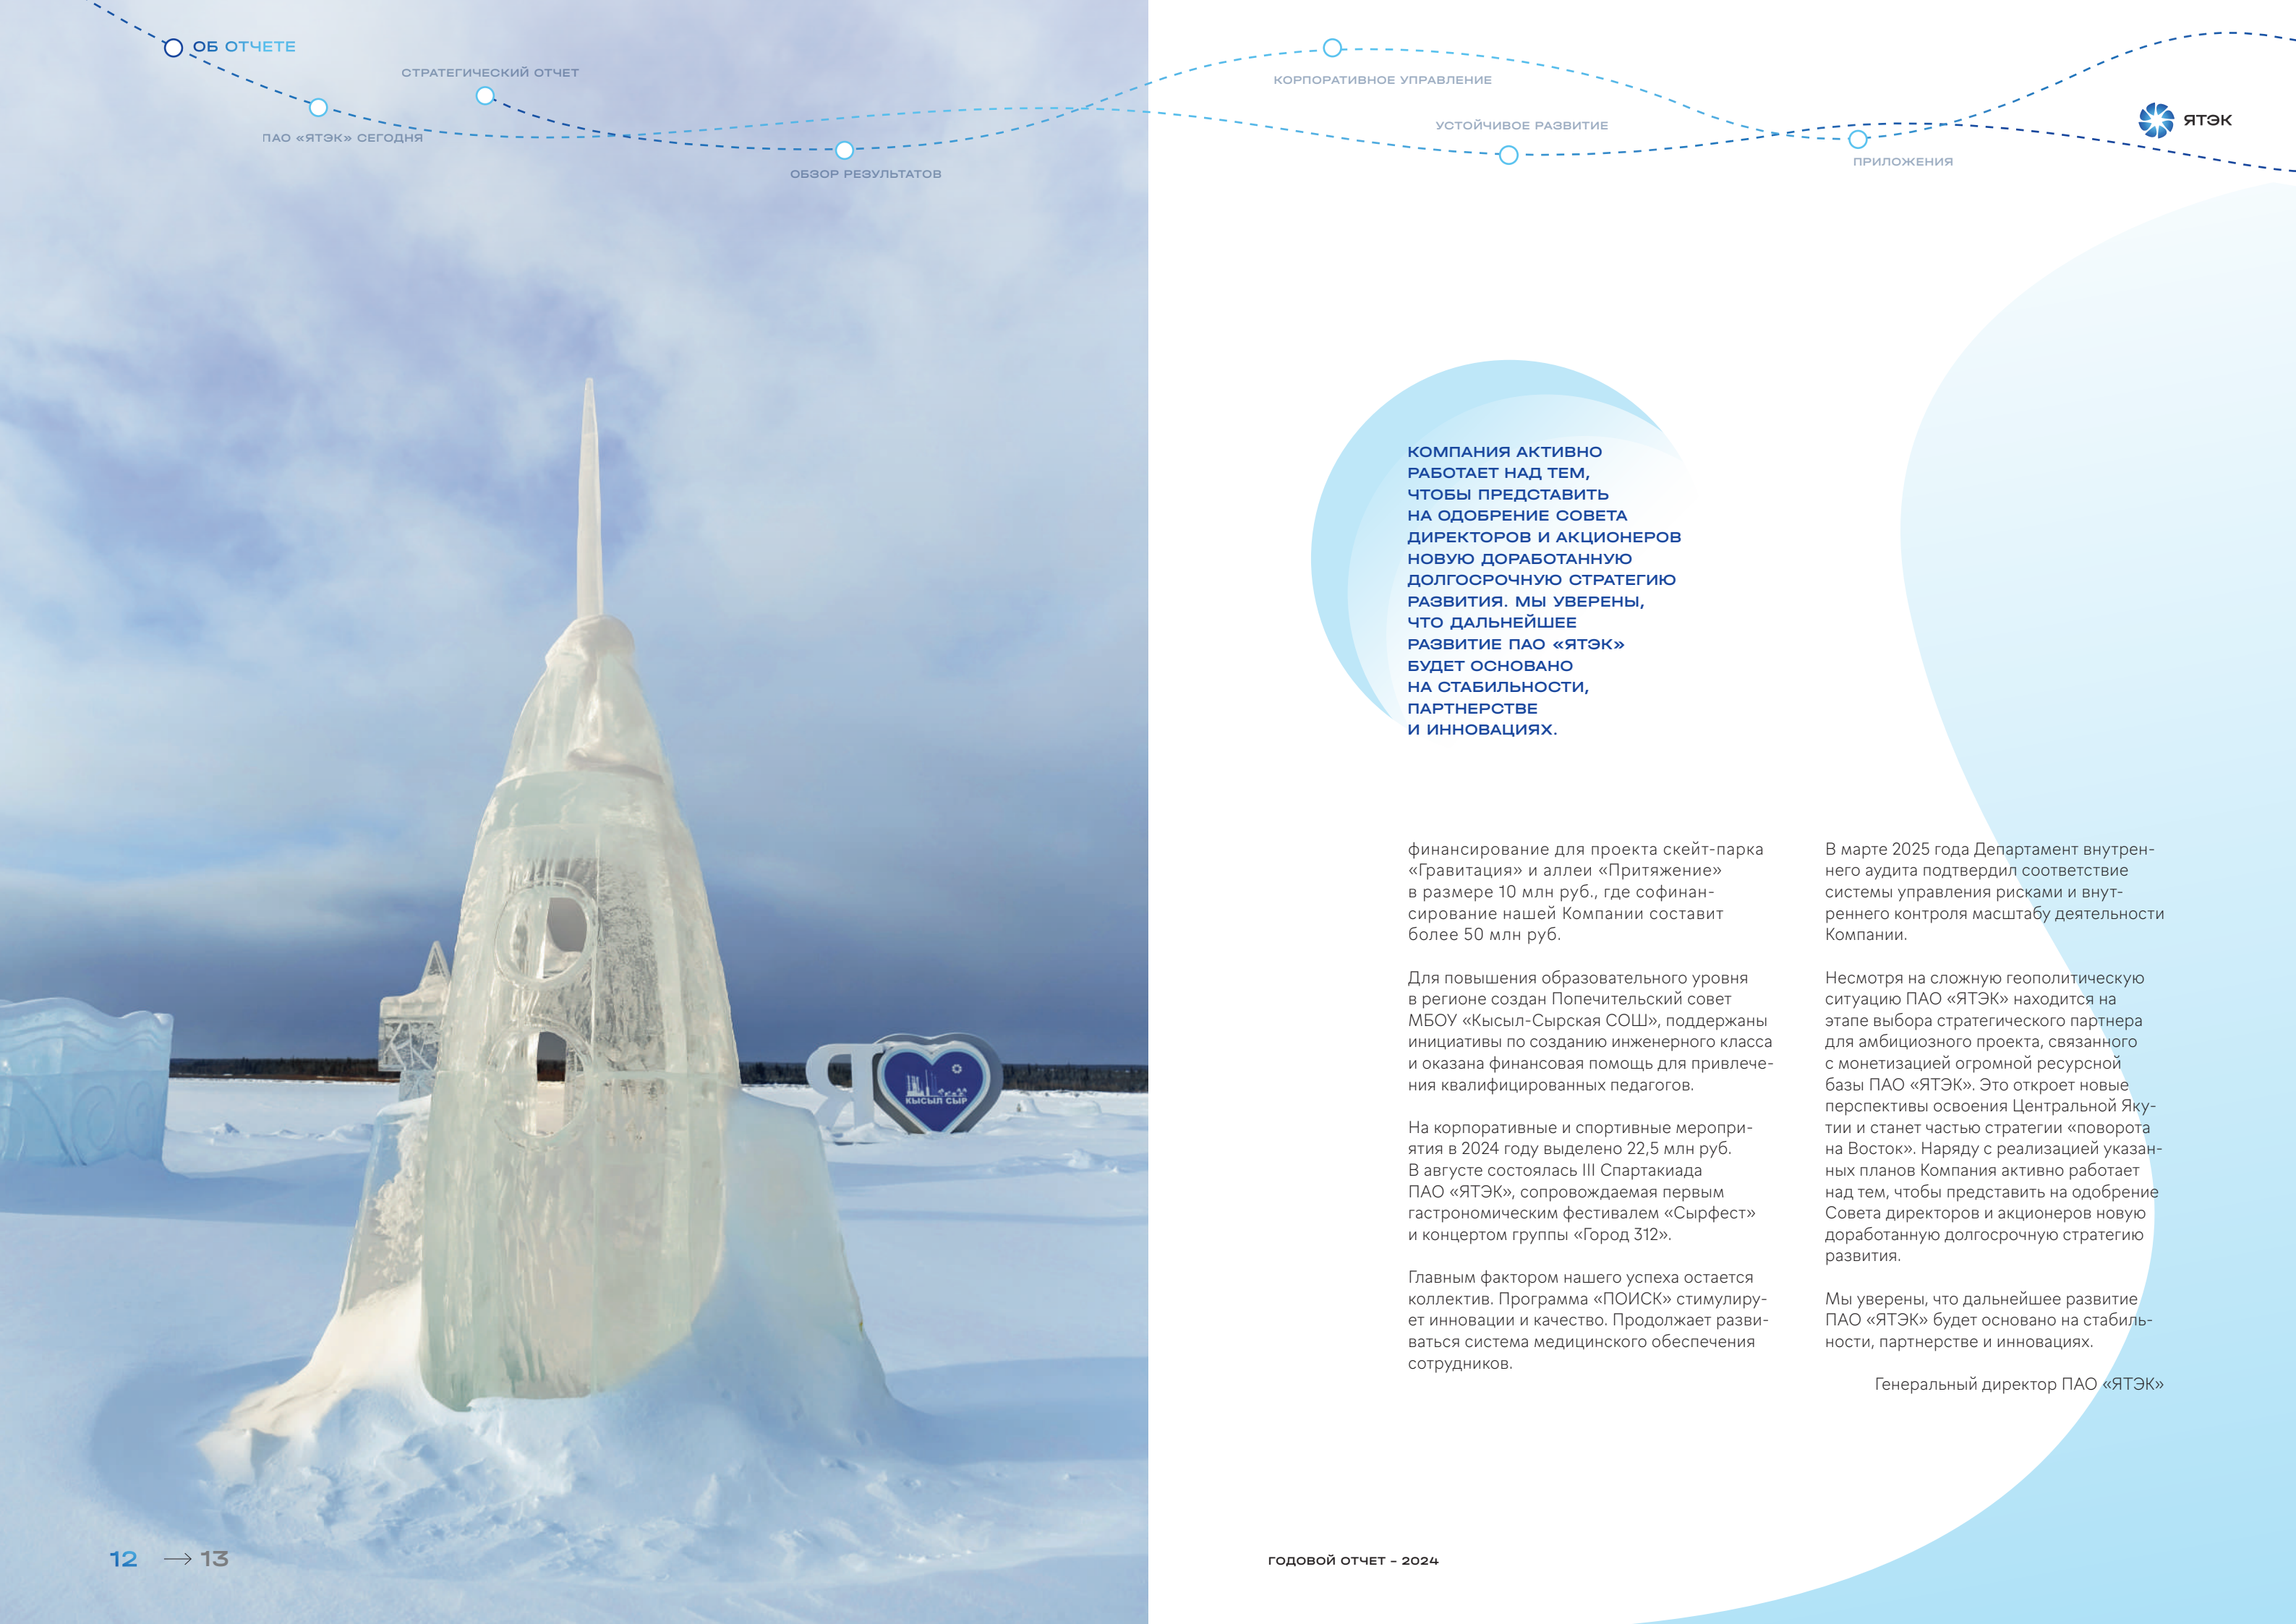 ОБ ОТЧЕТЕ
СТРАТЕГИЧЕСКИЙ ОТЧЕТ
ПАО «ЯТЭК» СЕГОДНЯ
ОБЗОР РЕЗУЛЬТАТОВ
КОРПОРАТИВНОЕ УПРАВЛЕНИЕ
УСТОЙЧИВОЕ РАЗВИТИЕ
ПРИЛОЖЕНИЯ
ЯТЭК
Я
КЫСЫЛ СЫР
КОМПАНИЯ АКТИВНО
РАБОТАЕТ НАД ТЕМ,
ЧТОБЫ ПРЕДСТАВИТЬ
НА ОДОБРЕНИЕ СОВЕТА
ДИРЕКТОРОВ И АКЦИОНЕРОВ
НОВУЮ ДОРАБОТАННУЮ
ДОЛГОСРОЧНУЮ СТРАТЕГИЮ
РАЗВИТИЯ. МЫ УВЕРЕНЫ,
ЧТО ДАЛЬНЕЙШЕЕ
РАЗВИТИЕ ПАО «ЯТЭК»
БУДЕТ ОСНОВАНО
НА СТАБИЛЬНОСТИ,
ПАРТНЕРСТВЕ
И ИННОВАЦИЯХ.
финансирование для проекта скейт-парка
«Гравитация» и аллеи «Притяжение»
в размере 10 млн руб., где софинан-
сирование нашей Компании составит
более 50 млн руб.
Для повышения образовательного уровня
в регионе создан Попечительский совет
МБОУ «Кысыл-Сырская СОШ», поддержаны
инициативы по созданию инженерного класса
и оказана финансовая помощь для привлече-
ния квалифицированных педагогов.
На корпоративные и спортивные меропри-
ятия в 2024 году выделено 22,5 млн руб.
В августе состоялась III Спартакиада
ПАО «ЯТЭК», сопровождаемая первым
гастрономическим фестивалем «Сырфест»
и концертом группы «Город 312».
Главным фактором нашего успеха остается
коллектив. Программа «ПОИСК» стимулиру-
ет инновации и качество. Продолжает разви-
ваться система медицинского обеспечения
сотрудников.
В марте 2025 года Департамент внутрен-
него аудита подтвердил соответствие
системы управления рисками и внут-
реннего контроля масштабу деятельности
Компании.
Несмотря на сложную геополитическую
ситуацию ПАО «ЯТЭК» находится на
этапе выбора стратегического партнера
для амбициозного проекта, связанного
с монетизацией огромной ресурсной
базы ПАО «ЯТЭК». Это откроет новые
перспективы освоения Центральной Яку-
тии и станет частью стратегии «поворота
на Восток». Наряду с реализацией указан-
ных планов Компания активно работает
над тем, чтобы представить на одобрение
Совета директоров и акционеров новую
доработанную долгосрочную стратегию
развития.
Мы уверены, что дальнейшее развитие
ПАО «ЯТЭК» будет основано на стабиль-
ности, партнерстве и инновациях.
Генеральный директор ПАО «ЯТЭК»
12 → 13
ГОДОВОЙ ОТЧЕТ – 2024